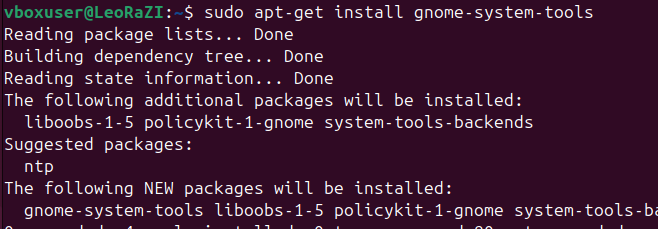 vboxuser@LeoRaZI:~$ sudo apt-get install gnome-system-tools
Reading package lists... Done
Building dependency tree... Done
Reading state information... Done
The following additional packages will be installed:
liboobs-1-5 policykit-1-gnome system-tools-backends
Suggested packages:
ntp
The following NEW packages will be installed:
gnome-system-tools liboobs-1-5 policykit-1-gnome system-tools-ba